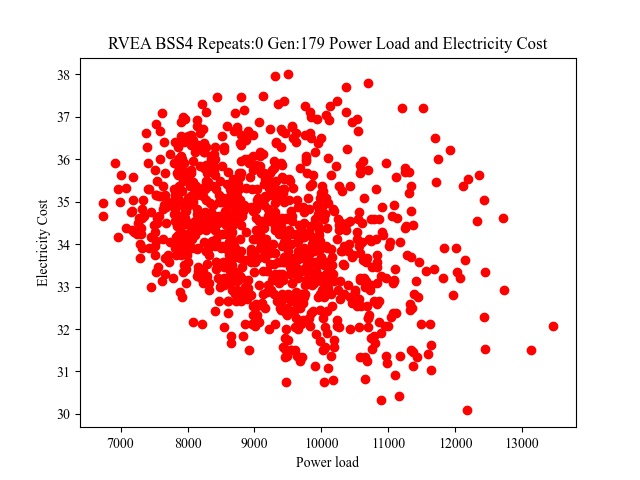 RVEA BSS4 Repeats:0 Gen:179 Power Load and Electricity Cost
38
37
36
35
34
33
32
31
30
Electricity Cost
7000 8000 9000 10000 11000 12000 13000
Power load